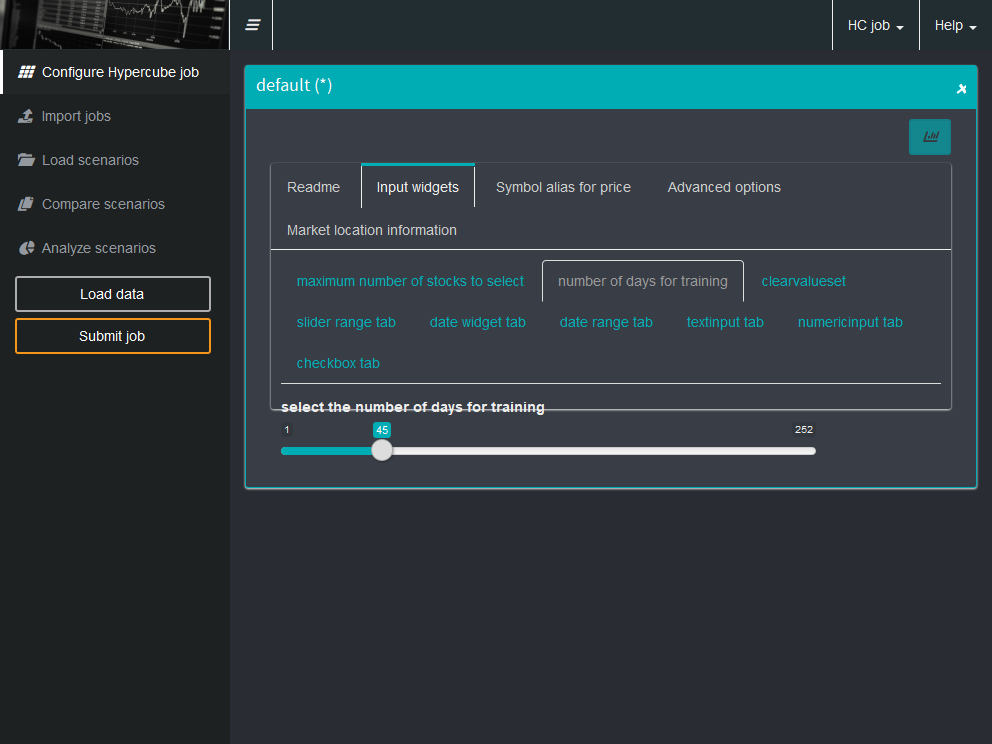 HC job
Help
Configure Hypercube job
Import jobs
Load scenarios
Compare scenarios
Analyze scenarios
Load data
Submit job
default (*)
x
Readme
Input widgets
Symbol alias for price
Advanced options
Market location information
maximum number of stocks to select
number of days for training
clearvalueset
slider range tab
date widget tab
date range tab
textinput tab
numericinput tab
checkbox tab
select the number of days for training
1
45
252